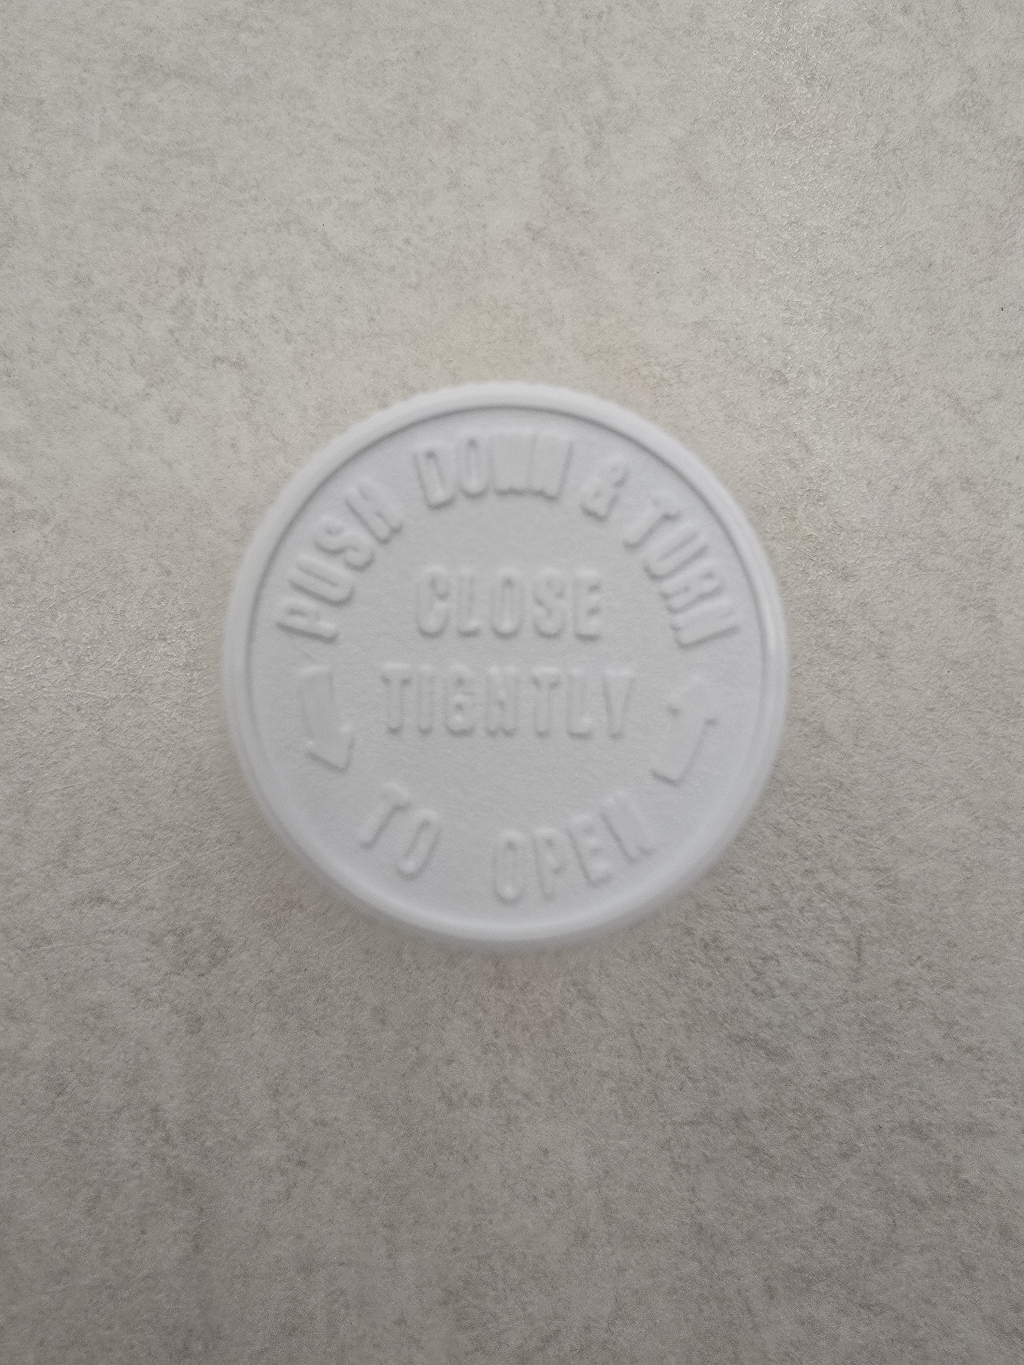 PUSH DOWN & TURN
CLOSE
TIGHTLY
TO OPEN